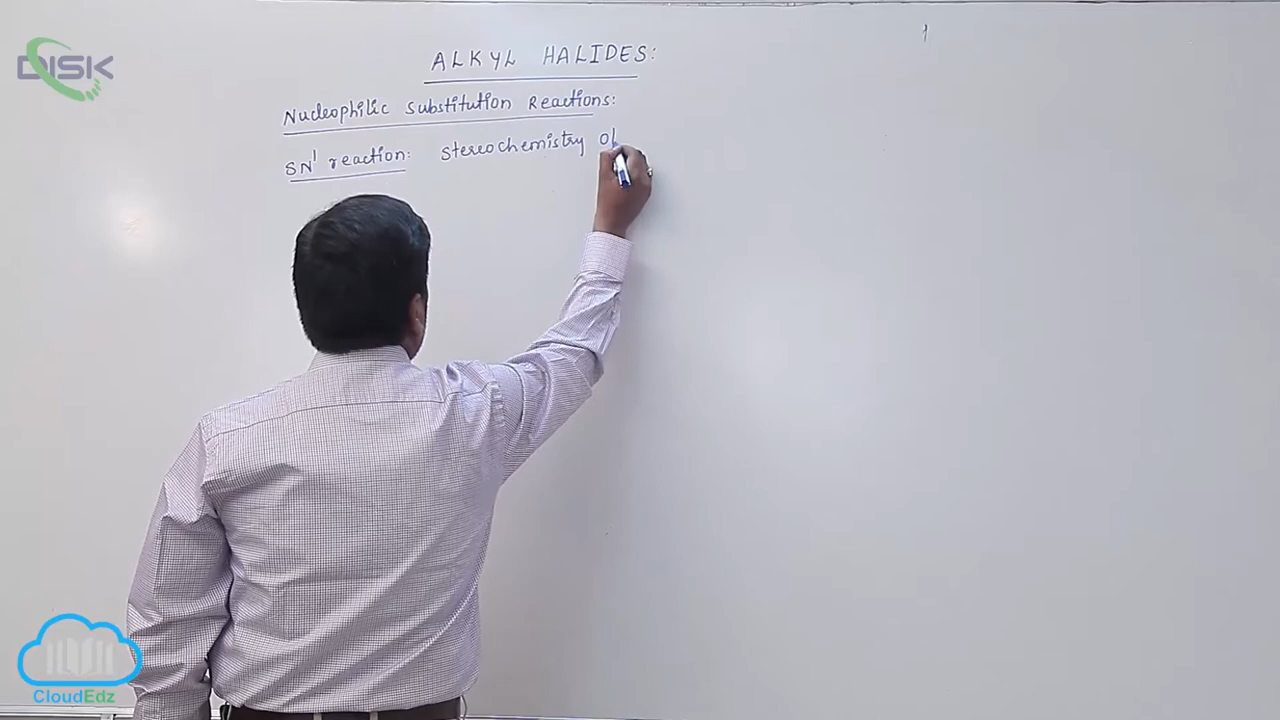 DISK
ALKYL HALIDES:
Nucleophilic Substitution Reactions:
SN1 reaction: Stereochemistry of
CloudEdz